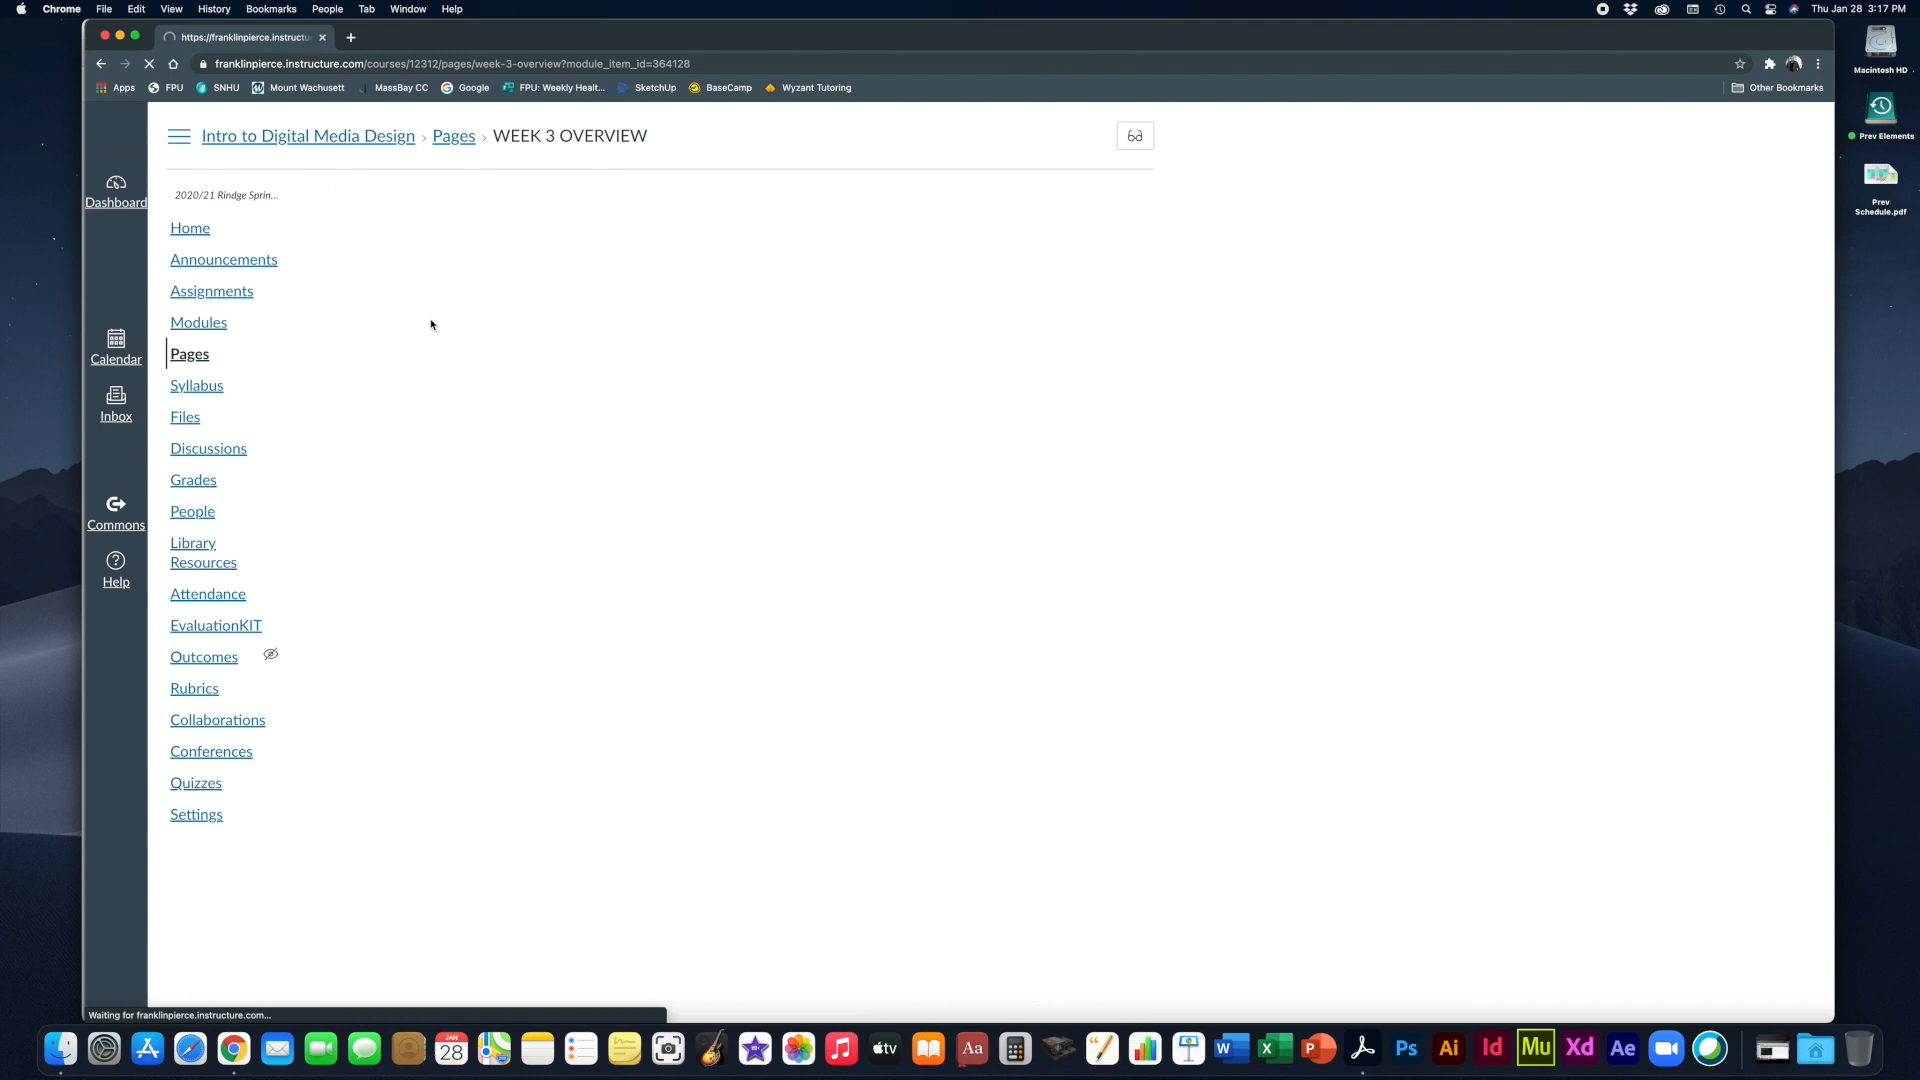 Chrome File Edit View History Bookmarks People Tab Window Help
Thu Jan 28 3:17 PM
https://franklinpierce.instructu
franklinpierce.instructure.com/courses/12312/pages/week-3-overview?module_item_id=364128
Apps FPU SNHU Mount Wachusett MassBay CC Google FPU: Weekly Healt... SketchUp BaseCamp Wyzant Tutoring Other Bookmarks
Macintosh HD
Prev Elements
Prev
Schedule.pdf
Dashboard
Calendar
Inbox
Commons
Help
Intro to Digital Media Design › Pages › WEEK 3 OVERVIEW
2020/21 Rindge Sprin...
Home
Announcements
Assignments
Modules
Pages
Syllabus
Files
Discussions
Grades
People
Library
Resources
Attendance
EvaluationKIT
Outcomes
Rubrics
Collaborations
Conferences
Quizzes
Settings
Waiting for franklinpierce.instructure.com...
JAN
28
tv
Aa
W
X
P
Ps
Ai
Id
Mu
Xd
Ae